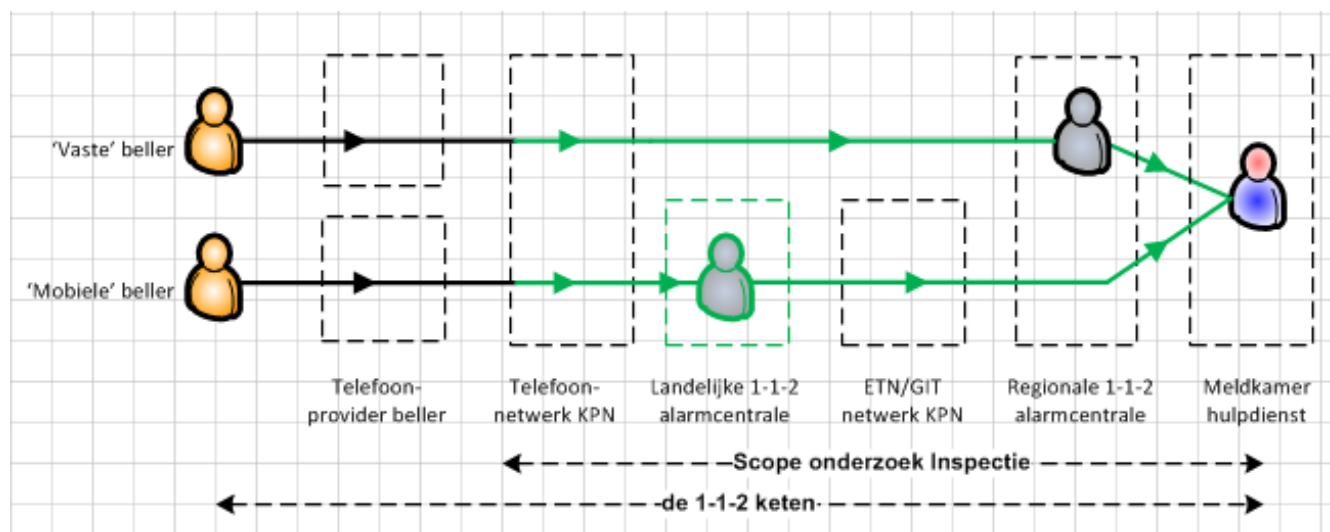 'Vaste' beller
'Mobiele' beller
Telefoon-
provider beller
Telefoon-
netwerk KPN
Landelijke 1-1-2
alarmcentrale
ETN/GIT
netwerk KPN
Regionale 1-1-2
alarmcentrale
Meldkamer
hulpdienst
Scope onderzoek Inspectie
de 1-1-2 keten